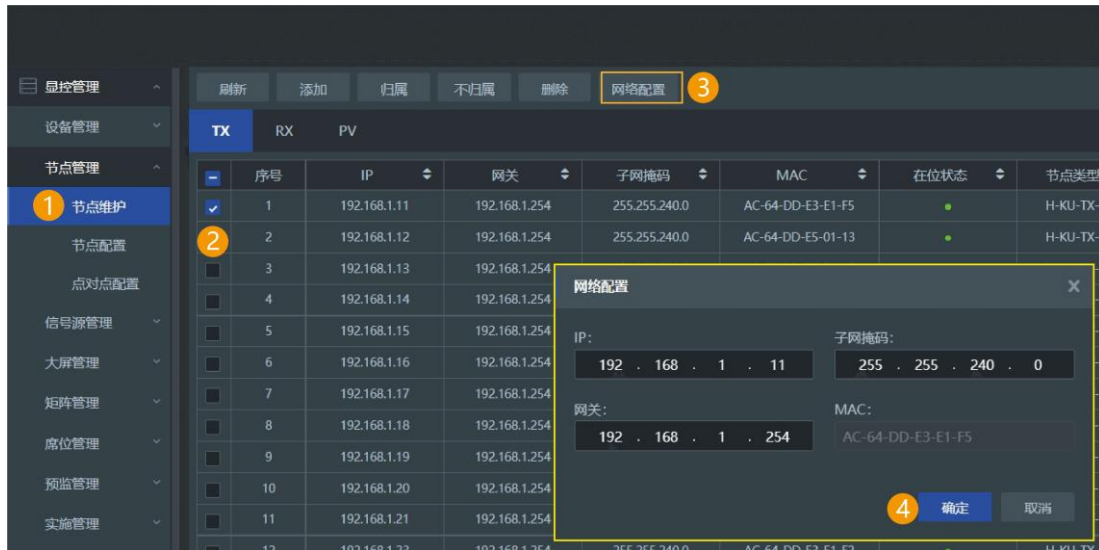 显控管理
设备管理
节点管理
1 节点维护
节点配置
点对点配置
信号源管理
大屏管理
矩阵管理
席位管理
预监管理
实施管理
刷新 添加 归属 不归属 删除 网络配置 3
TX RX PV
序号 IP 网关 子网掩码 MAC 在位状态 节点类型
1 192.168.1.11 192.168.1.254 255.255.240.0 AC-64-DD-E3-E1-F5 H-KU-TX-
2 2 192.168.1.12 192.168.1.254 255.255.240.0 AC-64-DD-E5-01-13 H-KU-TX-
3 192.168.1.13 192.168.1.254
4 192.168.1.14 192.168.1.254
5 192.168.1.15 192.168.1.254
6 192.168.1.16 192.168.1.254
7 192.168.1.17 192.168.1.254
8 192.168.1.18 192.168.1.254
9 192.168.1.19 192.168.1.254
10 192.168.1.20 192.168.1.254
11 192.168.1.21 192.168.1.254
网络配置
IP: 子网掩码:
192 . 168 . 1 . 11 255 . 255 . 240 . 0
网关: MAC:
192 . 168 . 1 . 254 AC-64-DD-E3-E1-F5
4 确定 取消